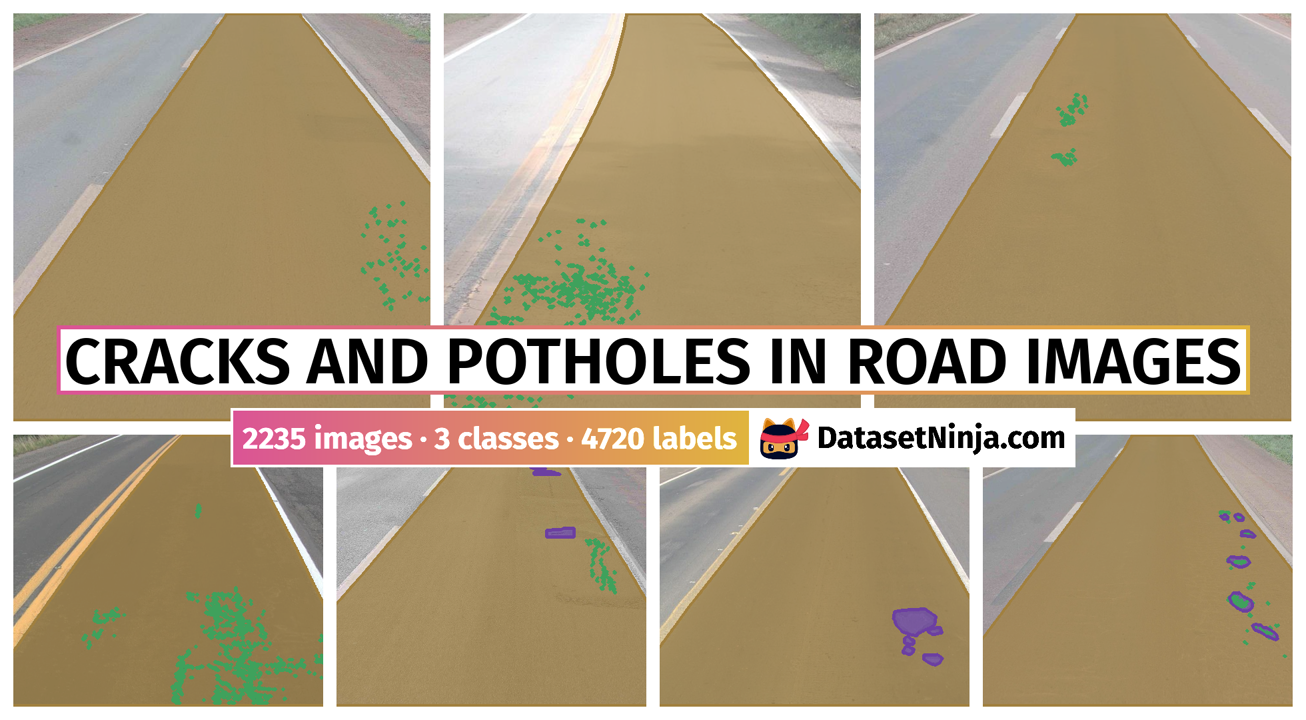 CRACKS AND POTHOLES IN ROAD IMAGES
2235 images · 3 classes · 4720 labels
DatasetNinja.com